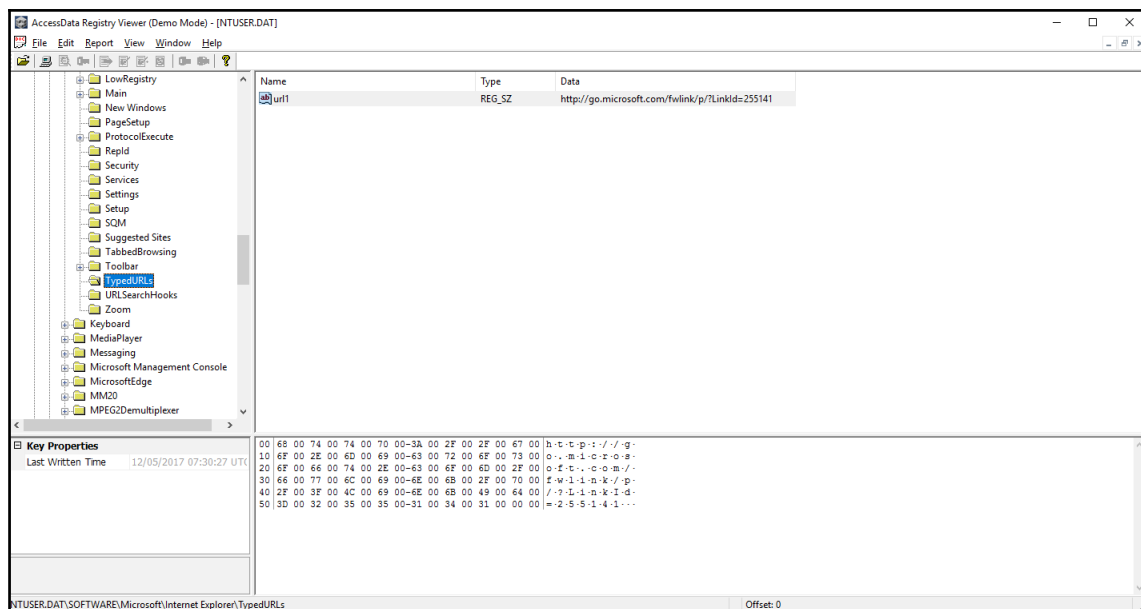 AccessData Registry Viewer (Demo Mode) - [NTUSER.DAT]
File Edit Report View Window Help
LowRegistry
Main
New Windows
PageSetup
ProtocolExecute
RepId
Security
Services
Settings
Setup
SQM
Suggested Sites
TabbedBrowsing
Toolbar
TypedURLs
URLSearchHooks
Zoom
Keyboard
MediaPlayer
Messaging
Microsoft Management Console
MicrosoftEdge
MM20
MPEG2Demultiplexer
Name Type Data
ab url1 REG_SZ http://go.microsoft.com/fwlink/p/?LinkId=255141
Key Properties
Last Written Time 12/05/2017 07:30:27 UTC
00 68 00 74 00 74 00 70 00-3A 00 2F 00 2F 00 67 00 h·t·t·p·:·/·/·g·
10 6F 00 2E 00 6D 00 69 00-63 00 72 00 6F 00 73 00 o·.·m·i·c·r·o·s·
20 6F 00 66 00 74 00 2E 00-63 00 6F 00 6D 00 2F 00 o·f·t·.·c·o·m·/·
30 66 00 77 00 6C 00 69 00-6E 00 6B 00 2F 00 70 00 f·w·l·i·n·k·/·p·
40 2F 00 3F 00 4C 00 69 00-6E 00 6B 00 49 00 64 00 /·?·L·i·n·k·I·d·
50 3D 00 32 00 35 00 35 00-31 00 34 00 31 00 00 00 =·2·5·5·1·4·1···
NTUSER.DAT\SOFTWARE\Microsoft\Internet Explorer\TypedURLs Offset: 0